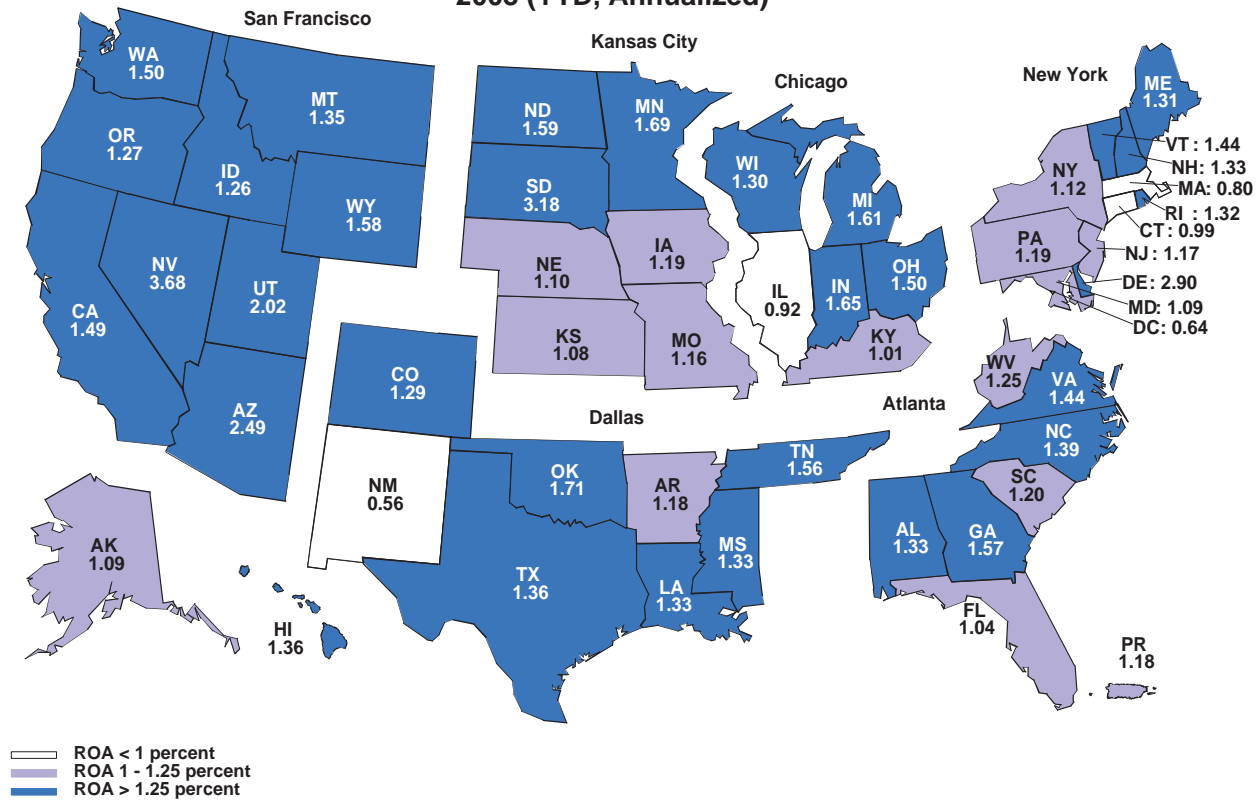 (YTD, Annualized)
San Francisco
Kansas City
Chicago
New York
WA
1.50
MT
1.35
OR
1.27
ID
1.26
WY
1.58
NV
3.68
UT
2.02
CA
1.49
AZ
2.49
AK
1.09
HI
1.36
ND
1.59
MN
1.69
SD
3.18
IA
1.19
NE
1.10
KS
1.08
MO
1.16
WI
1.30
MI
1.61
IL
0.92
IN
1.65
OH
1.50
KY
1.01
ME
1.31
VT : 1.44
NH: 1.33
MA: 0.80
RI : 1.32
CT : 0.99
NJ : 1.17
DE: 2.90
MD: 1.09
DC: 0.64
NY
1.12
PA
1.19
Dallas
Atlanta
CO
1.29
NM
0.56
OK
1.71
TX
1.36
AR
1.18
LA
1.33
MS
1.33
TN
1.56
WV
1.25
VA
1.44
NC
1.39
SC
1.20
AL
1.33
GA
1.57
FL
1.04
PR
1.18
ROA < 1 percent
ROA 1 - 1.25 percent
ROA > 1.25 percent